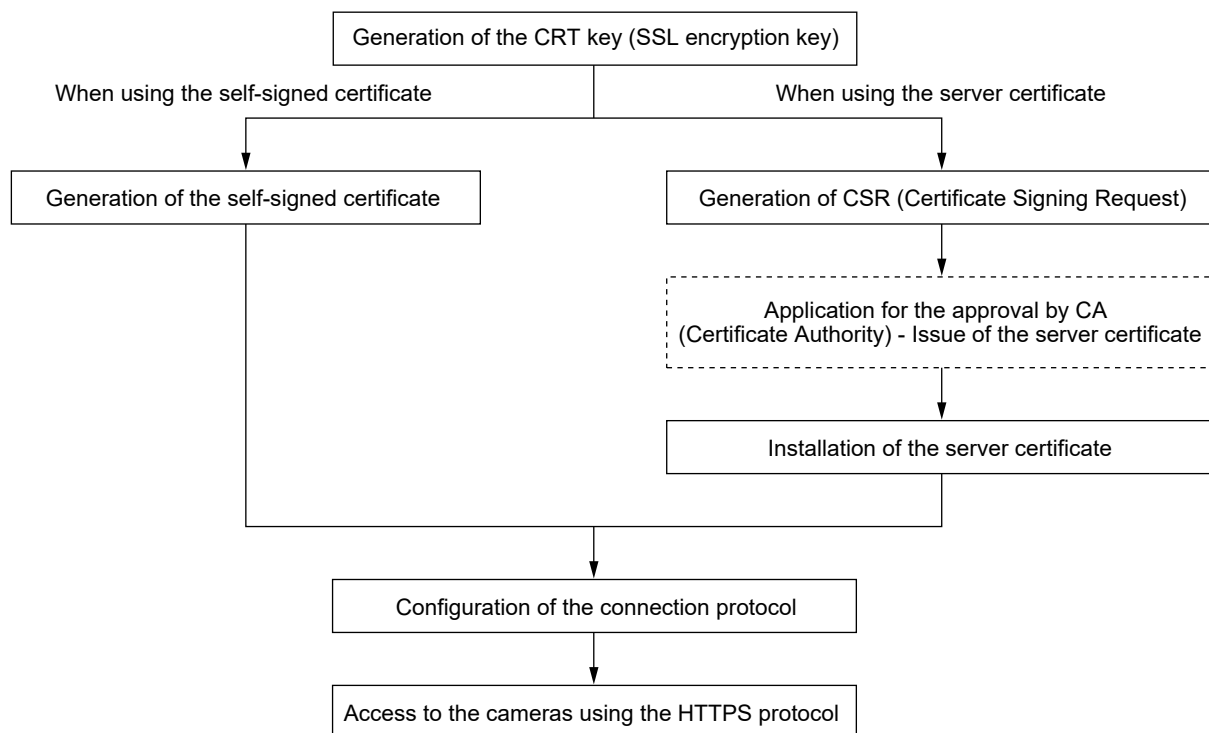 Generation of the CRT key (SSL encryption key)
When using the self-signed certificate
When using the server certificate
Generation of the self-signed certificate
Generation of CSR (Certificate Signing Request)
Application for the approval by CA
(Certificate Authority) - Issue of the server certificate
Installation of the server certificate
Configuration of the connection protocol
Access to the cameras using the HTTPS protocol